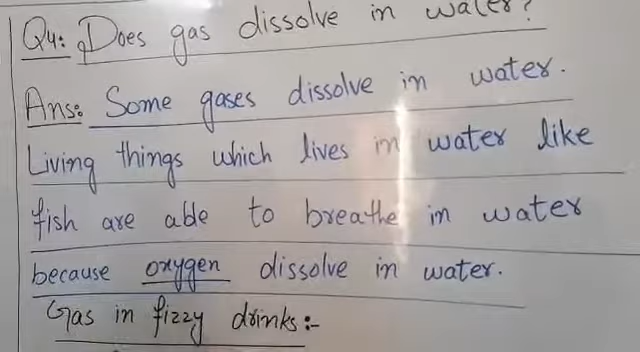 Q4: Does gas dissolve in water?
Ans: Some gases dissolve in water.
Living things which lives in water like
fish are able to breathe in water
because oxygen dissolve in water.
Gas in fizzy drinks:-